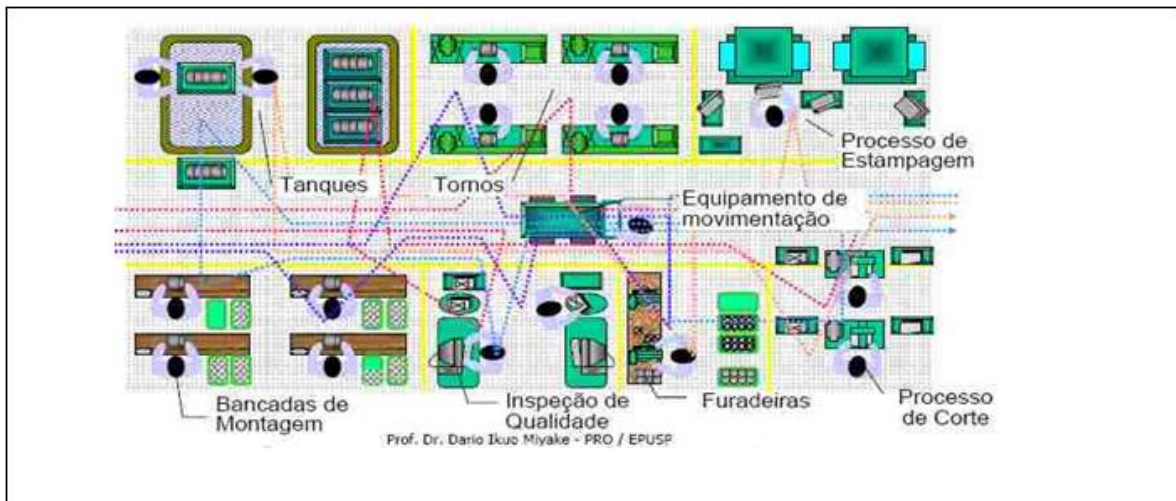 Tanques
Tornos
Processo de
Estampagem
Equipamento de
movimentação
Bancadas de
Montagem
Inspeção de
Qualidade
Furadeiras
Processo
de Corte
Prof. Dr. Dario Ikuo Miyake - PRO / EPUSP